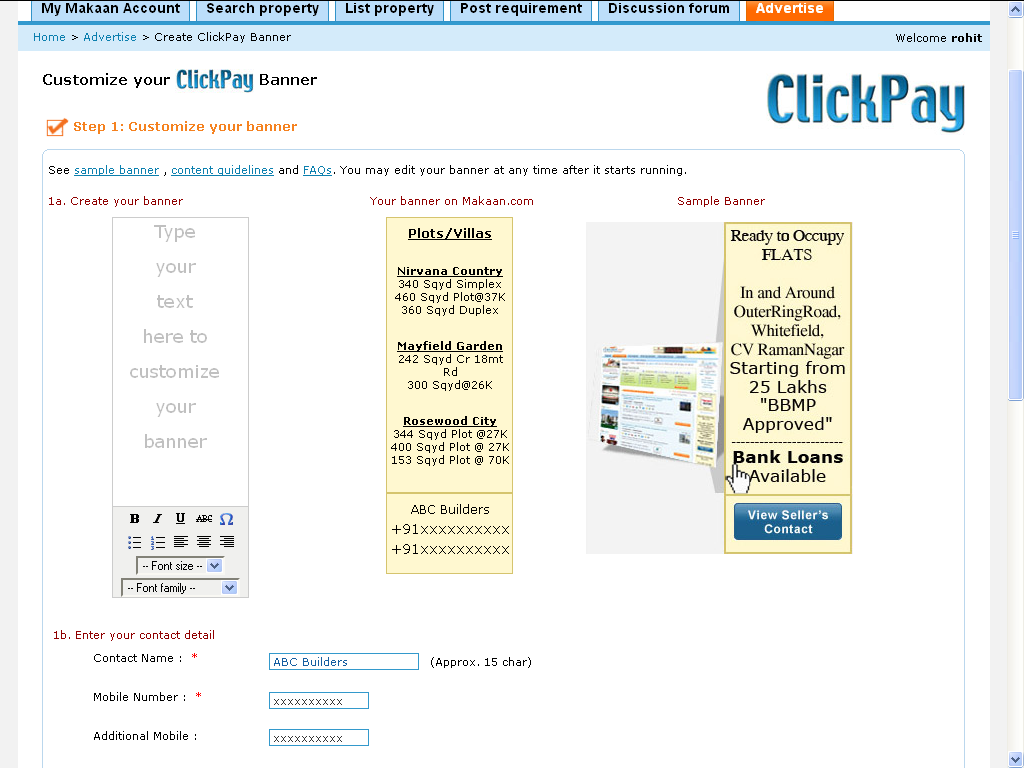 My Makaan Account Search property List property Post requirement Discussion forum Advertise
Home > Advertise > Create ClickPay Banner
Welcome rohit
Customize your ClickPay Banner
ClickPay
Step 1: Customize your banner
See sample banner , content guidelines and FAQs. You may edit your banner at any time after it starts running.
1a. Create your banner
Type
your
text
here to
customize
your
banner
B I U ABC Ω
-- Font size --
-- Font family --
Your banner on Makaan.com
Plots/Villas
Nirvana Country
340 Sqyd Simplex
460 Sqyd Plot@37K
360 Sqyd Duplex
Mayfield Garden
242 Sqyd Cr 18mt
Rd
300 Sqyd@26K
Rosewood City
344 Sqyd Plot @27K
400 Sqyd Plot @ 27K
153 Sqyd Plot @ 70K
ABC Builders
+91xxxxxxxxxx
+91xxxxxxxxxx
Sample Banner
Ready to Occupy
FLATS
In and Around
OuterRingRoad,
Whitefield,
CV RamanNagar
Starting from
25 Lakhs
"BBMP
Approved"
-----------------------
Bank Loans
Available
View Seller's
Contact
1b. Enter your contact detail
Contact Name : * ABC Builders (Approx. 15 char)
Mobile Number : * xxxxxxxxxx
Additional Mobile : xxxxxxxxxx